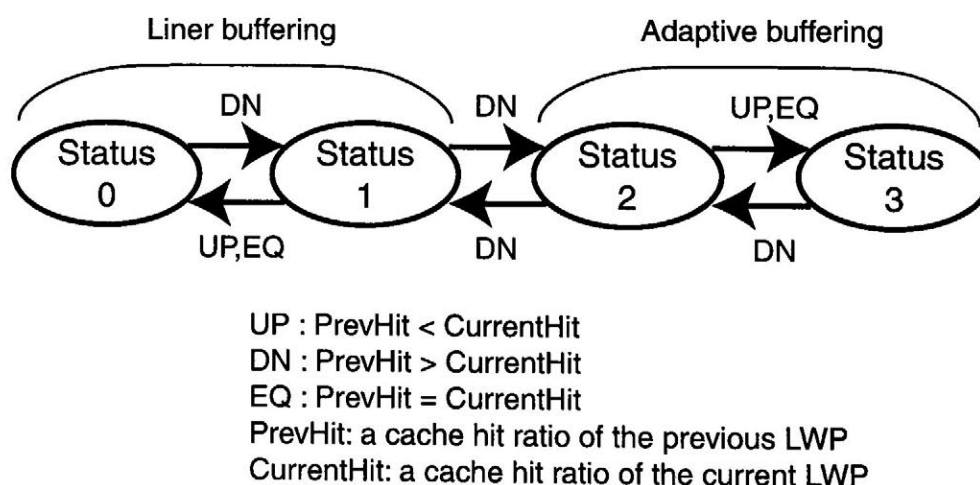 Liner buffering
Adaptive buffering
DN
DN
UP,EQ
Status
0
Status
1
Status
2
Status
3
UP,EQ
DN
DN
UP : PrevHit < CurrentHit
DN : PrevHit > CurrentHit
EQ : PrevHit = CurrentHit
PrevHit: a cache hit ratio of the previous LWP
CurrentHit: a cache hit ratio of the current LWP